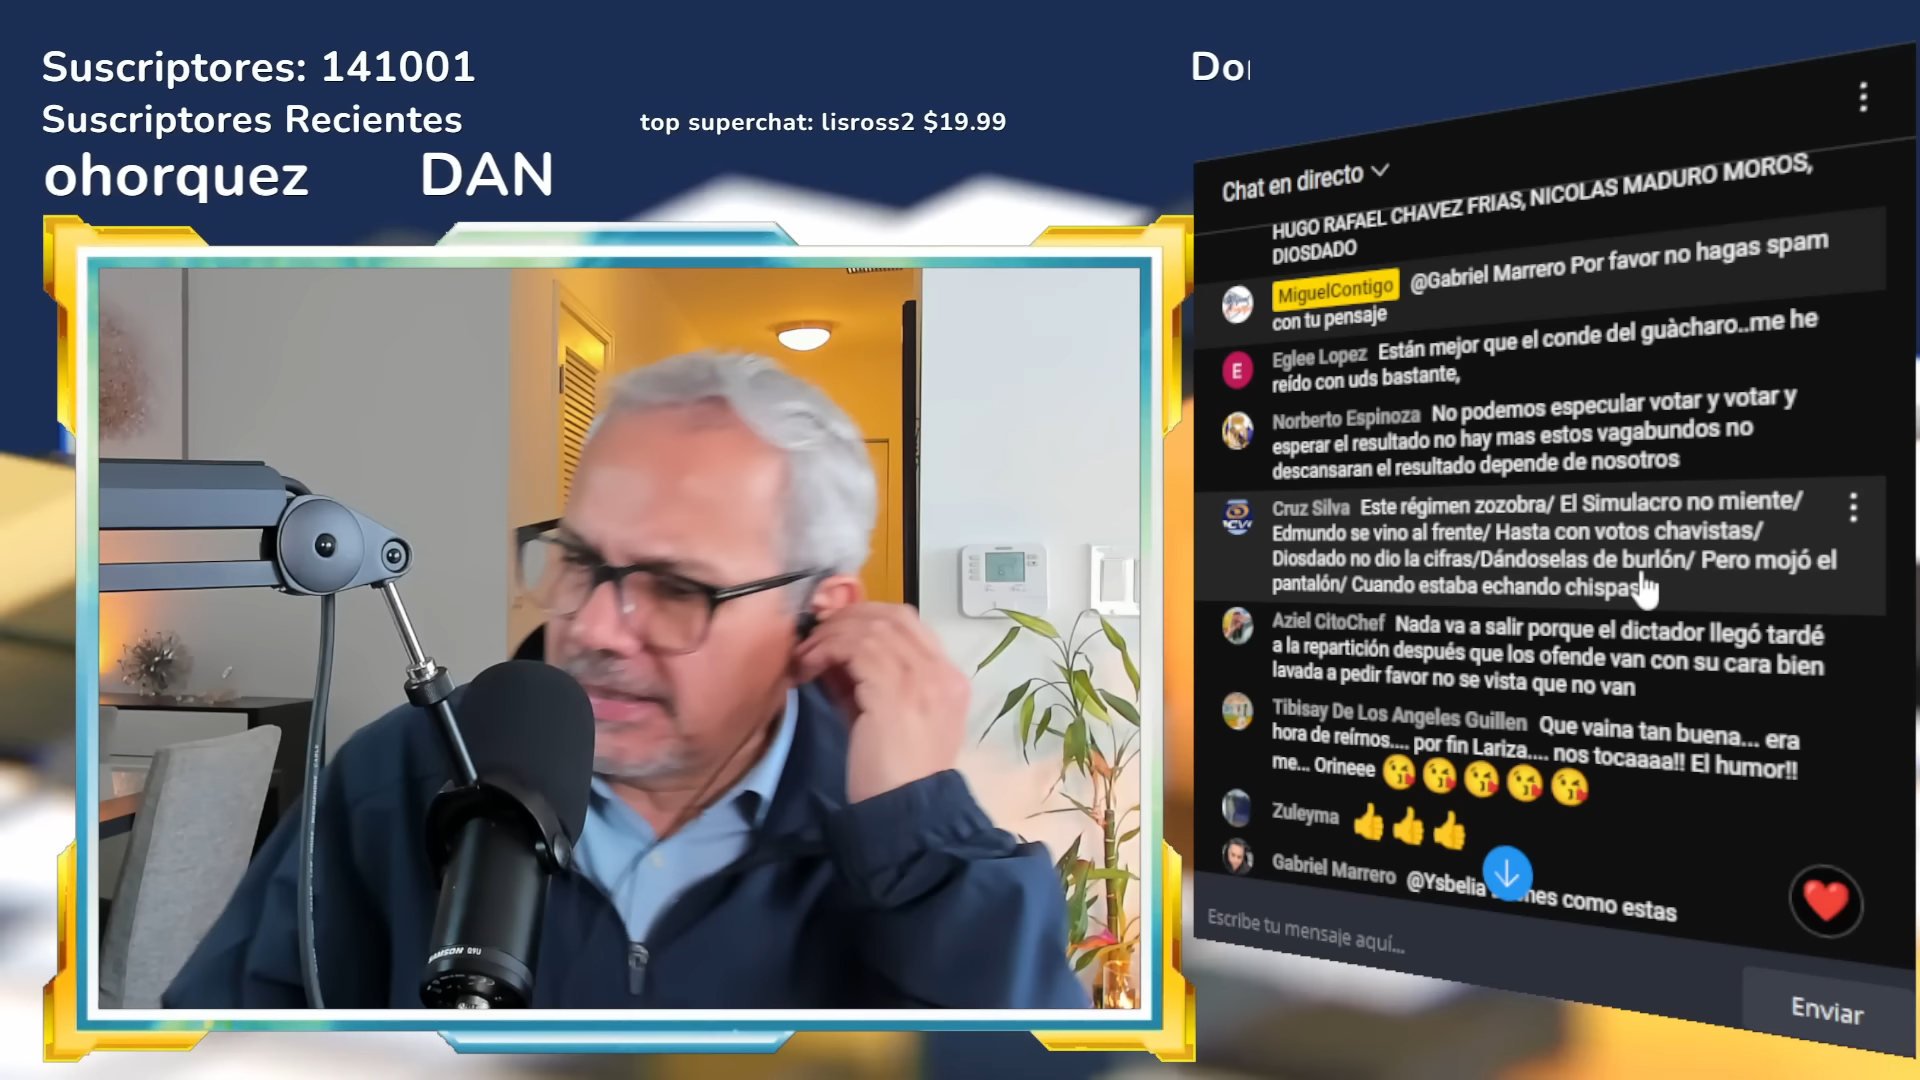 Suscriptores: 141001
Suscriptores Recientes
ohorquez DAN
top superchat: lisross2 $19.99
Do
Chat en directo
HUGO RAFAEL CHAVEZ FRIAS, NICOLAS MADURO MOROS,
DIOSDADO
MiguelContigo @Gabriel Marrero Por favor no hagas spam
con tu pensaje
E
Eglee Lopez Están mejor que el conde del guàcharo..me he
reído con uds bastante,
Norberto Espinoza No podemos especular votar y votar y
esperar el resultado no hay mas estos vagabundos no
descansaran el resultado depende de nosotros
Cruz Silva Este régimen zozobra/ El Simulacro no miente/
Edmundo se vino al frente/ Hasta con votos chavistas/
Diosdado no dio la cifras/Dándoselas de burlón/ Pero mojó el
pantalón/ Cuando estaba echando chispas
Aziel CitoChef Nada va a salir porque el dictador llegó tardé
a la repartición después que los ofende van con su cara bien
lavada a pedir favor no se vista que no van
Tibisay De Los Angeles Guillen Que vaina tan buena... era
hora de reírnos.... por fin Lariza.... nos tocaaaa!! El humor!!
me... Orineee 😘😘😘😘😘
Zuleyma 👍👍👍
Gabriel Marrero @Ysbelia como estas
Escribe tu mensaje aquí...
Enviar